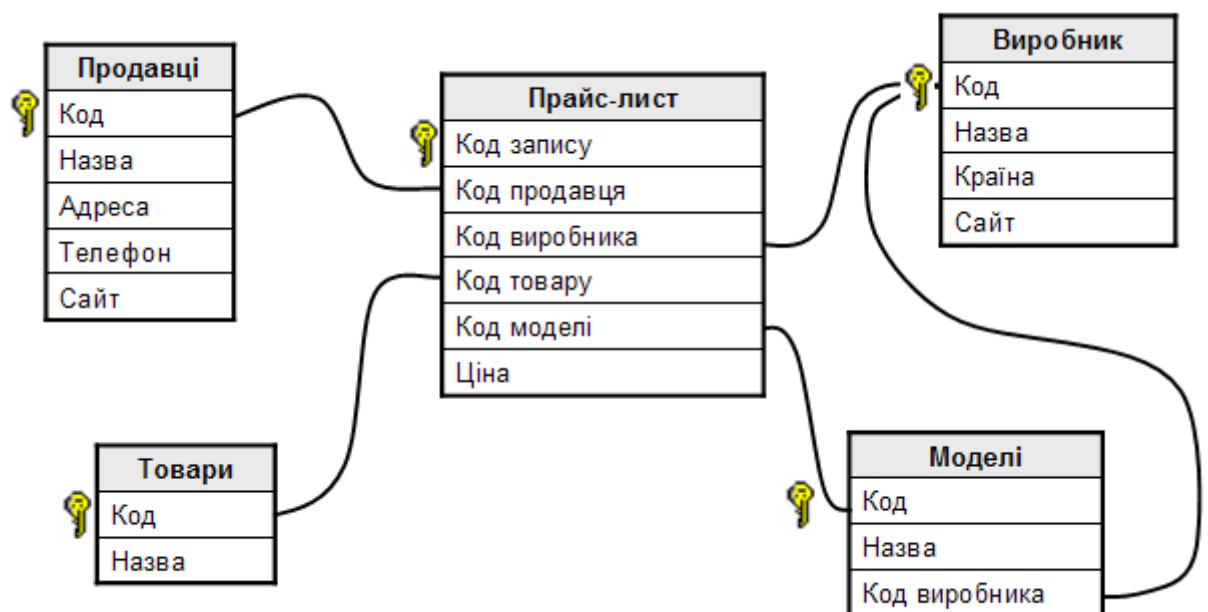 Продавці
Код
Назва
Адреса
Телефон
Сайт
Прайс-лист
Код запису
Код продавця
Код виробника
Код товару
Код моделі
Ціна
Виробник
Код
Назва
Країна
Сайт
Товари
Код
Назва
Моделі
Код
Назва
Код виробника